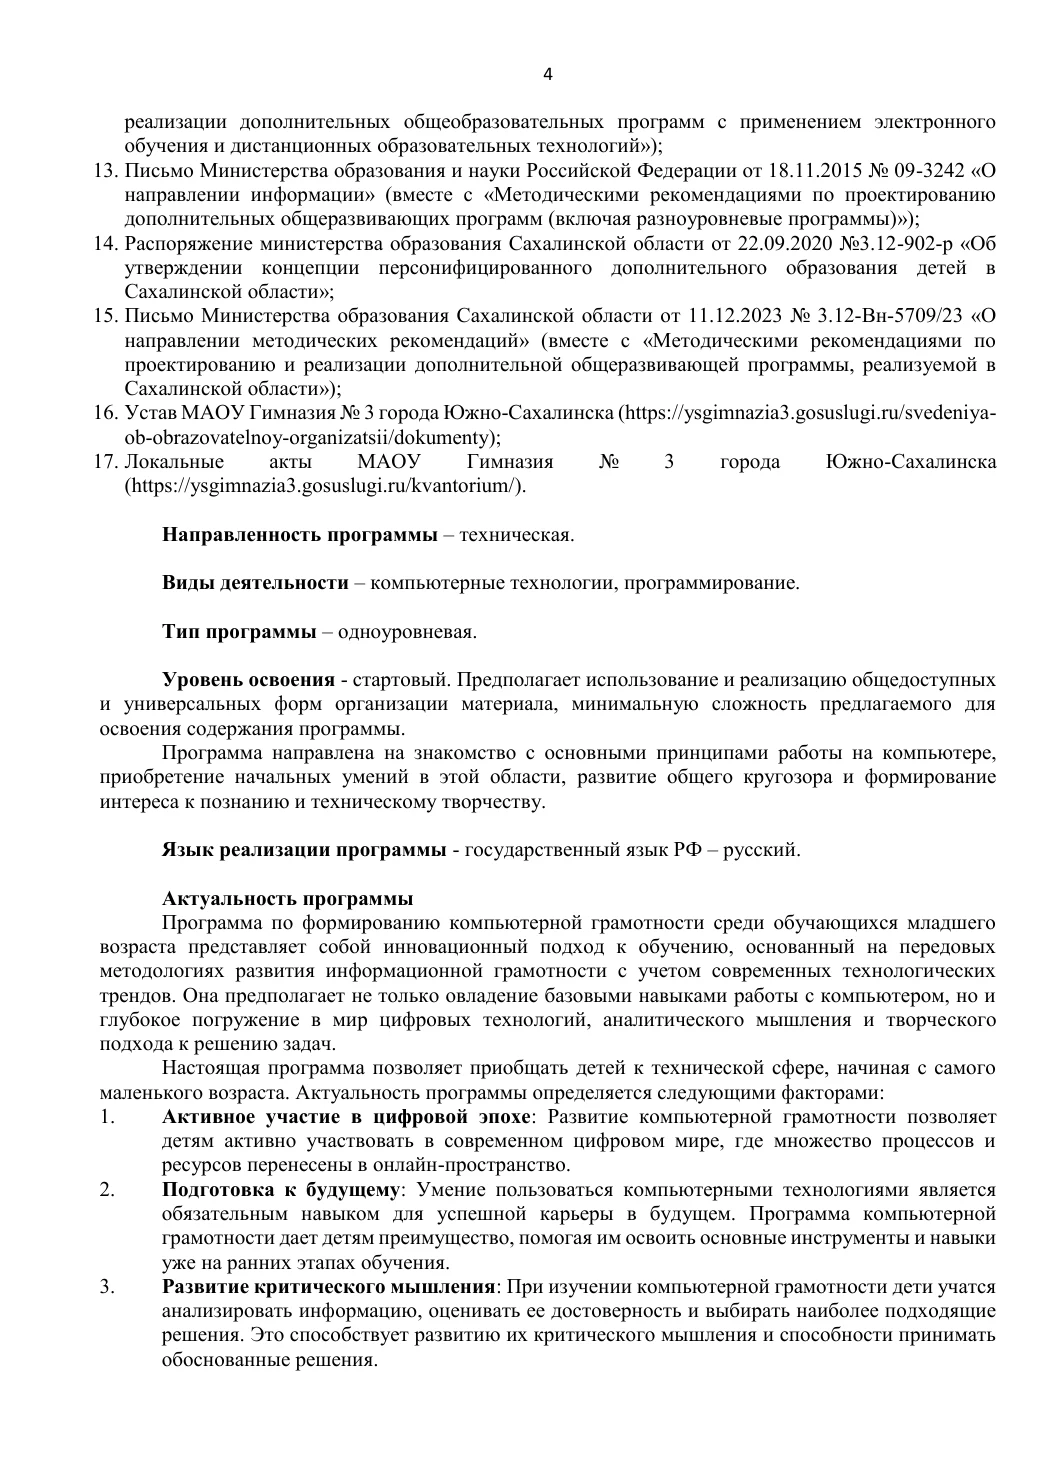 4
реализации дополнительных общеобразовательных программ с применением электронного
обучения и дистанционных образовательных технологий»);
13. Письмо Министерства образования и науки Российской Федерации от 18.11.2015 № 09-3242 «О
направлении информации» (вместе с «Методическими рекомендациями по проектированию
дополнительных общеразвивающих программ (включая разноуровневые программы)»);
14. Распоряжение министерства образования Сахалинской области от 22.09.2020 №3.12-902-р «Об
утверждении концепции персонифицированного дополнительного образования детей в
Сахалинской области»;
15. Письмо Министерства образования Сахалинской области от 11.12.2023 № 3.12-Вн-5709/23 «О
направлении методических рекомендаций» (вместе с «Методическими рекомендациями по
проектированию и реализации дополнительной общеразвивающей программы, реализуемой в
Сахалинской области»);
16. Устав МАОУ Гимназия № 3 города Южно-Сахалинска (https://ysgimnazia3.gosuslugi.ru/svedeniya-
ob-obrazovatelnoy-organizatsii/dokumenty);
17. Локальные акты МАОУ Гимназия № 3 города Южно-Сахалинска
(https://ysgimnazia3.gosuslugi.ru/kvantorium/).
Направленность программы – техническая.
Виды деятельности – компьютерные технологии, программирование.
Тип программы – одноуровневая.
Уровень освоения - стартовый. Предполагает использование и реализацию общедоступных
и универсальных форм организации материала, минимальную сложность предлагаемого для
освоения содержания программы.
Программа направлена на знакомство с основными принципами работы на компьютере,
приобретение начальных умений в этой области, развитие общего кругозора и формирование
интереса к познанию и техническому творчеству.
Язык реализации программы - государственный язык РФ – русский.
Актуальность программы
Программа по формированию компьютерной грамотности среди обучающихся младшего
возраста представляет собой инновационный подход к обучению, основанный на передовых
методологиях развития информационной грамотности с учетом современных технологических
трендов. Она предполагает не только овладение базовыми навыками работы с компьютером, но и
глубокое погружение в мир цифровых технологий, аналитического мышления и творческого
подхода к решению задач.
Настоящая программа позволяет приобщать детей к технической сфере, начиная с самого
маленького возраста. Актуальность программы определяется следующими факторами:
1. Активное участие в цифровой эпохе: Развитие компьютерной грамотности позволяет
детям активно участвовать в современном цифровом мире, где множество процессов и
ресурсов перенесены в онлайн-пространство.
2. Подготовка к будущему: Умение пользоваться компьютерными технологиями является
обязательным навыком для успешной карьеры в будущем. Программа компьютерной
грамотности дает детям преимущество, помогая им освоить основные инструменты и навыки
уже на ранних этапах обучения.
3. Развитие критического мышления: При изучении компьютерной грамотности дети учатся
анализировать информацию, оценивать ее достоверность и выбирать наиболее подходящие
решения. Это способствует развитию их критического мышления и способности принимать
обоснованные решения.